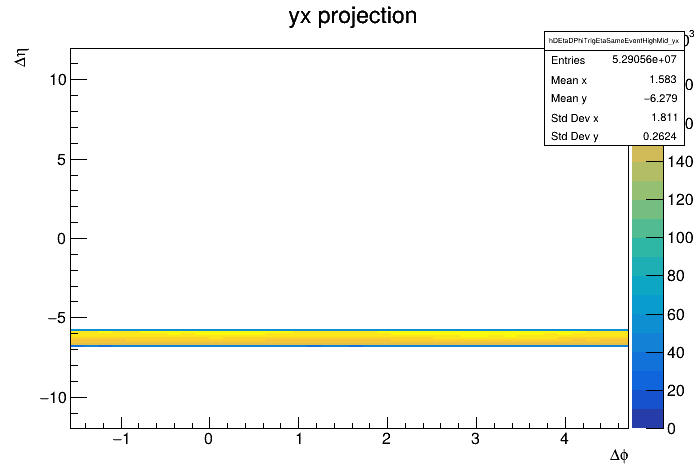 yx projection
hDEtaDPhiTrigEtaSameEventHighMid_yx
Entries 5.29056e+07
Mean x 1.583
Mean y −6.279
Std Dev x 1.811
Std Dev y 0.2624
Δη
10
5
0
−5
−10
−1 0 1 2 3 4
Δϕ
140
120
100
80
60
40
20
0